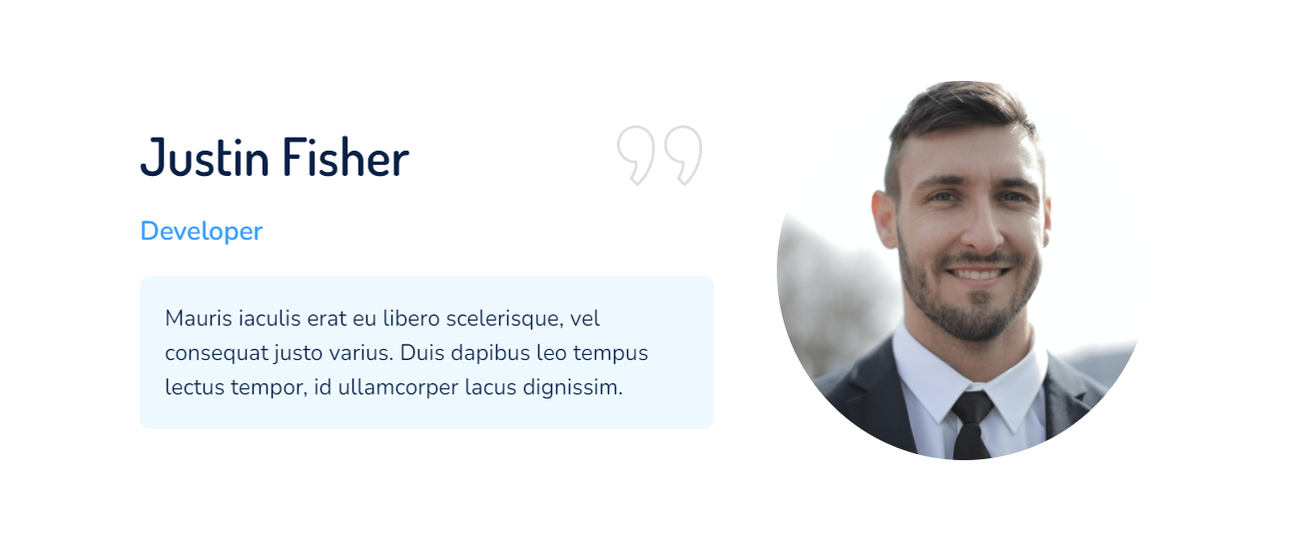 Justin Fisher
Developer
Mauris iaculis erat eu libero scelerisque, vel
consequat justo varius. Duis dapibus leo tempus
lectus tempor, id ullamcorper lacus dignissim.